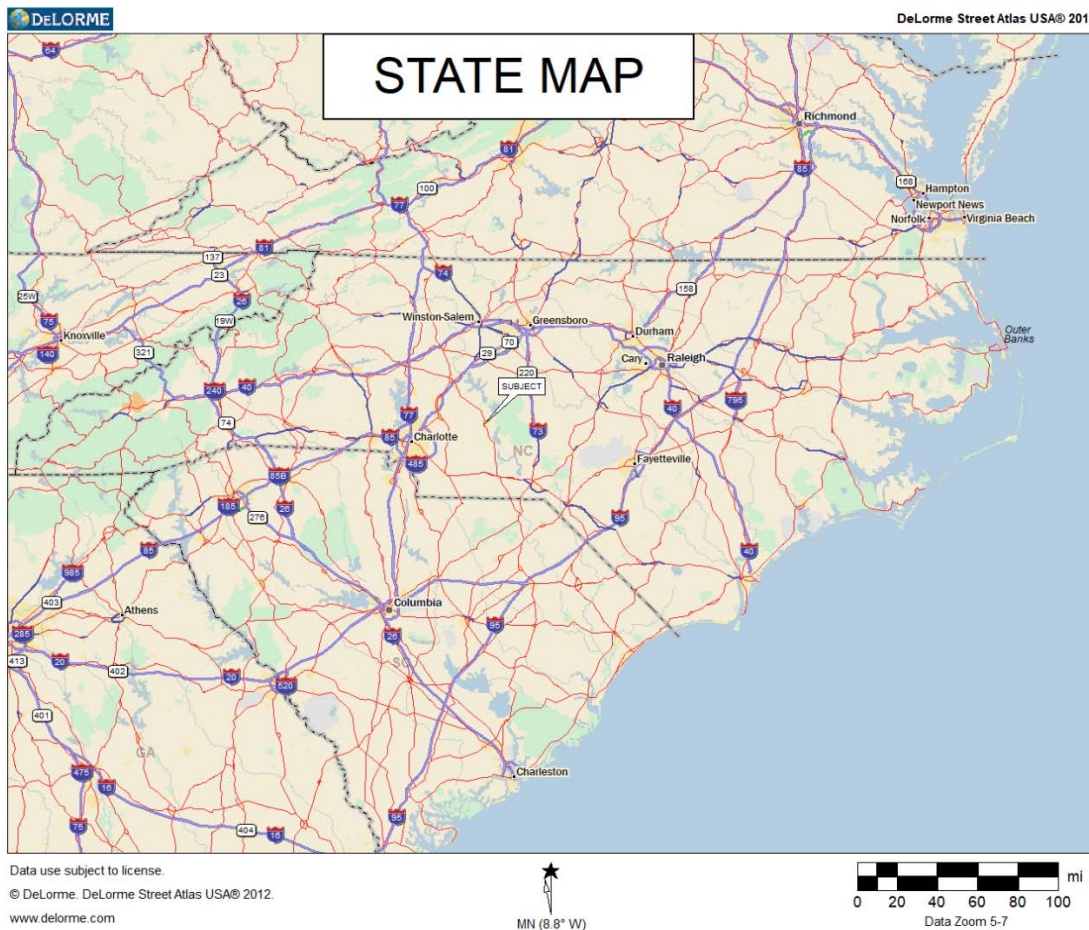 DELORME
DeLorme Street Atlas USA® 201
STATE MAP
64
Richmond
81
85
100
168
Hampton
77
Newport News
Norfolk
Virginia Beach
81
137
23
74
26
158
25W
75
Knoxville
140
19W
321
Winston-Salem
Greensboro
70
29
Durham
Cary
Raleigh
Outer
Banks
220
SUBJECT
240
40
74
77
85
Charlotte
485
73
NC
40
795
Fayetteville
85B
26
185
276
95
40
85
985
403
Athens
Columbia
285
26
95
413
20
402
20
520
SC
401
GA
475
16
75
404
16
95
Charleston
Data use subject to license.
© DeLorme. DeLorme Street Atlas USA® 2012.
www.delorme.com
MN (8.8° W)
mi
0 20 40 60 80 100
Data Zoom 5-7